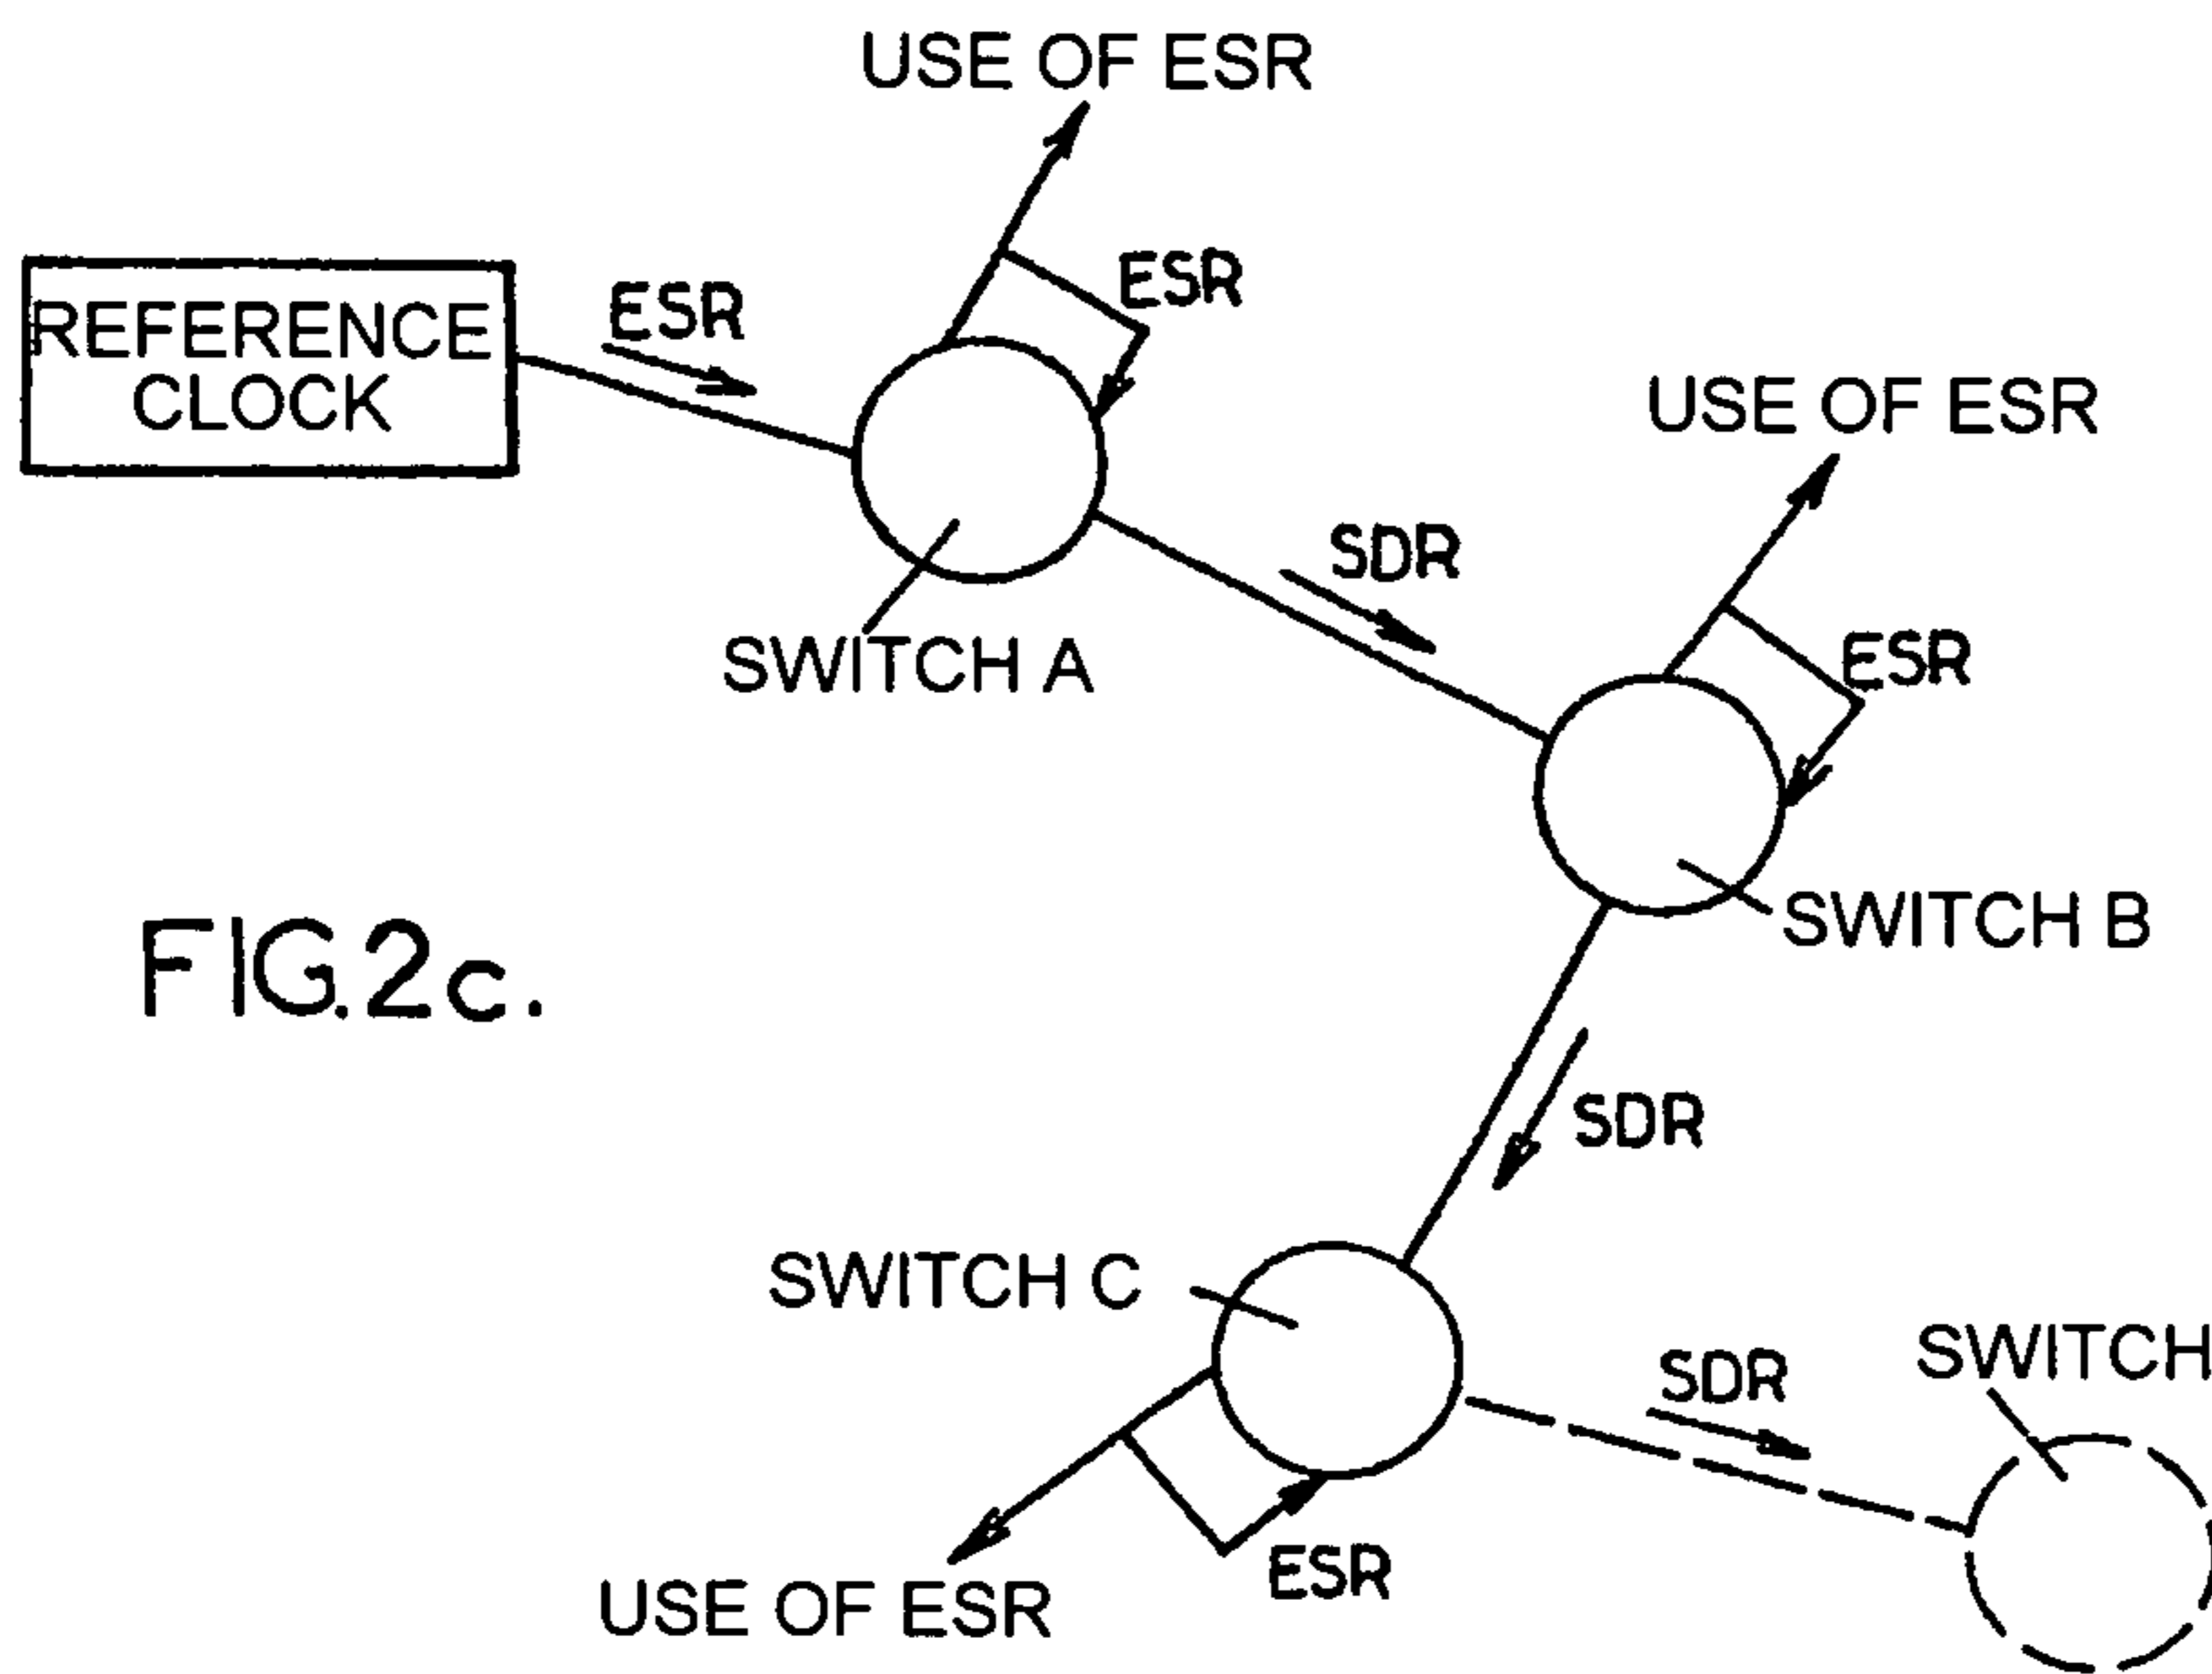 USE OF ESR
REFERENCE
CLOCK
ESR
ESR
SWITCH A
SDR
USE OF ESR
ESR
SWITCH B
FIG.2c.
SDR
SWITCH C
SDR
SWITCH
ESR
USE OF ESR